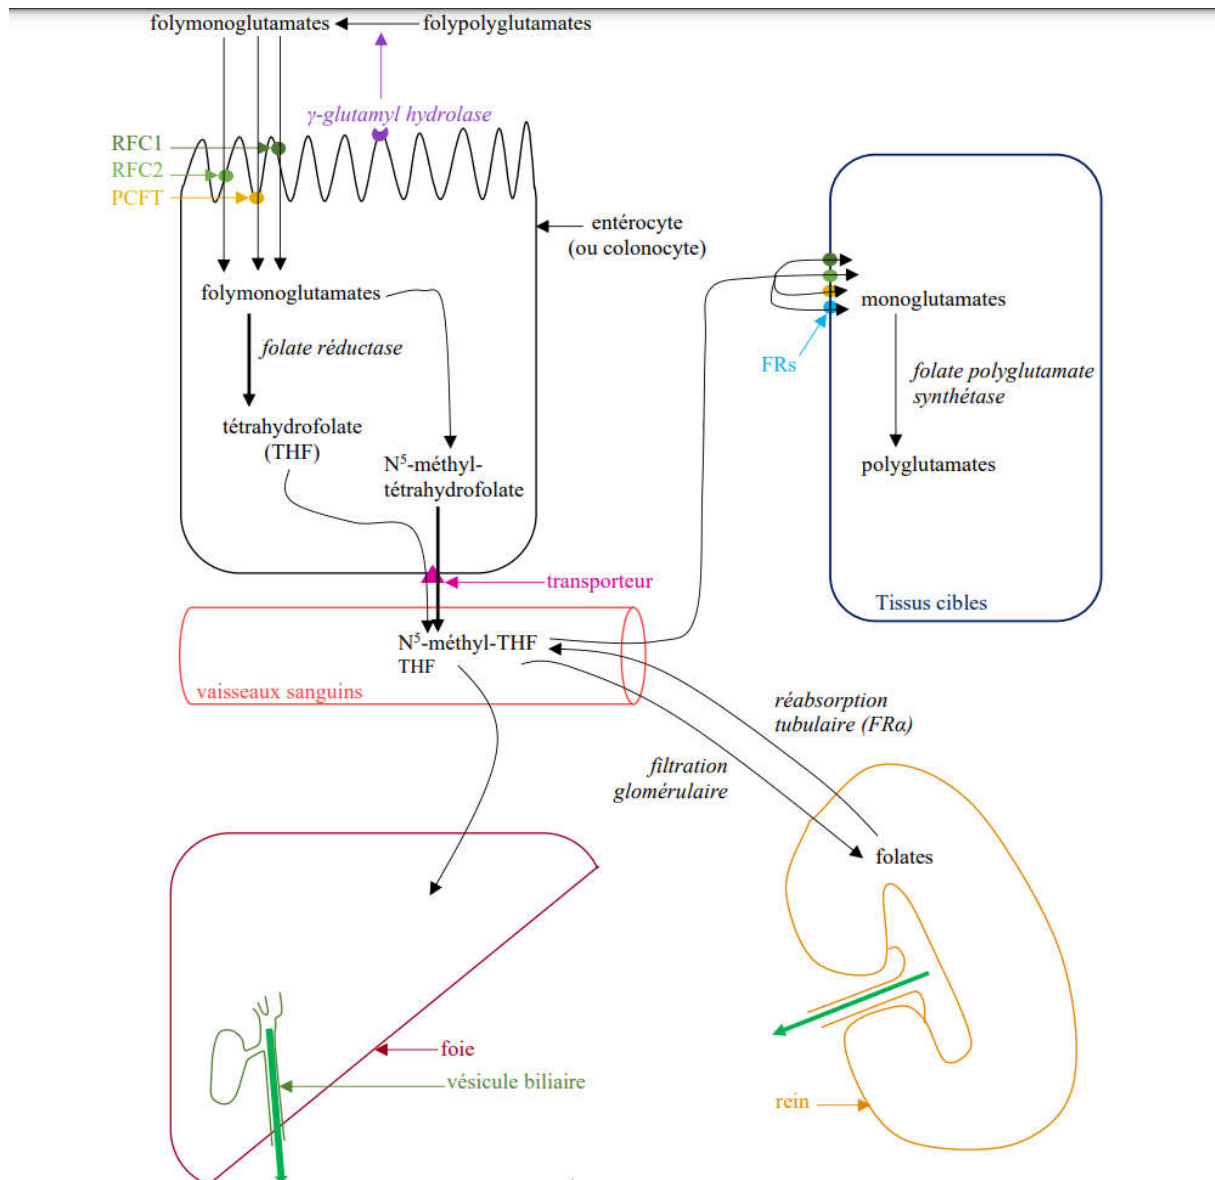 folymonoglutamates
folypolyglutamates
γ-glutamyl hydrolase
RFC1
RFC2
PCFT
entérocyte
(ou colonocyte)
folymonoglutamates
folate réductase
tétrahydrofolate
(THF)
N⁵-méthyl-
tétrahydrofolate
transporteur
monoglutamates
FRs
folate polyglutamate
synthétase
polyglutamates
Tissus cibles
N⁵-méthyl-THF
THF
vaisseaux sanguins
réabsorption
tubulaire (FRα)
filtration
glomérulaire
folates
foie
vésicule biliaire
rein